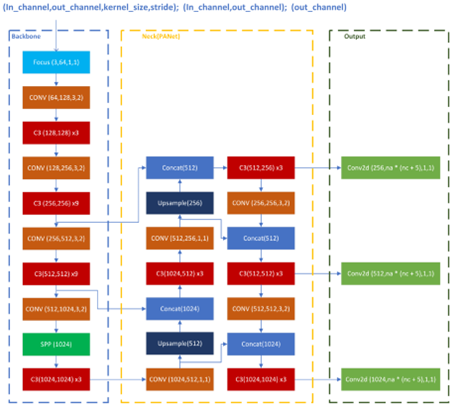 (In_channel,out_channel,kernel_size,stride); (In_channel,out_channel); (out_channel)
Backbone
Focus (3,64,1,1)
CONV (64,128,3,2)
C3 (128,128) x3
CONV (128,256,3,2)
C3 (256,256) x9
CONV (256,512,3,2)
C3(512,512) x9
CONV (512,1024,3,2)
SPP (1024)
C3(1024,1024) x3
Neck(PANet)
Concat(512)
Upsample(256)
CONV (512,256,1,1)
C3(1024,512) x3
Concat(1024)
Upsample(512)
CONV (1024,512,1,1)
C3(512,256) x3
CONV (256,256,3,2)
Concat(512)
C3(512,512) x3
CONV (512,512,3,2)
Concat(1024)
C3(1024,1024) x3
Output
Conv2d (256,na * (nc + 5),1,1)
Conv2d (512,na * (nc + 5),1,1)
Conv2d (1024,na * (nc + 5),1,1)